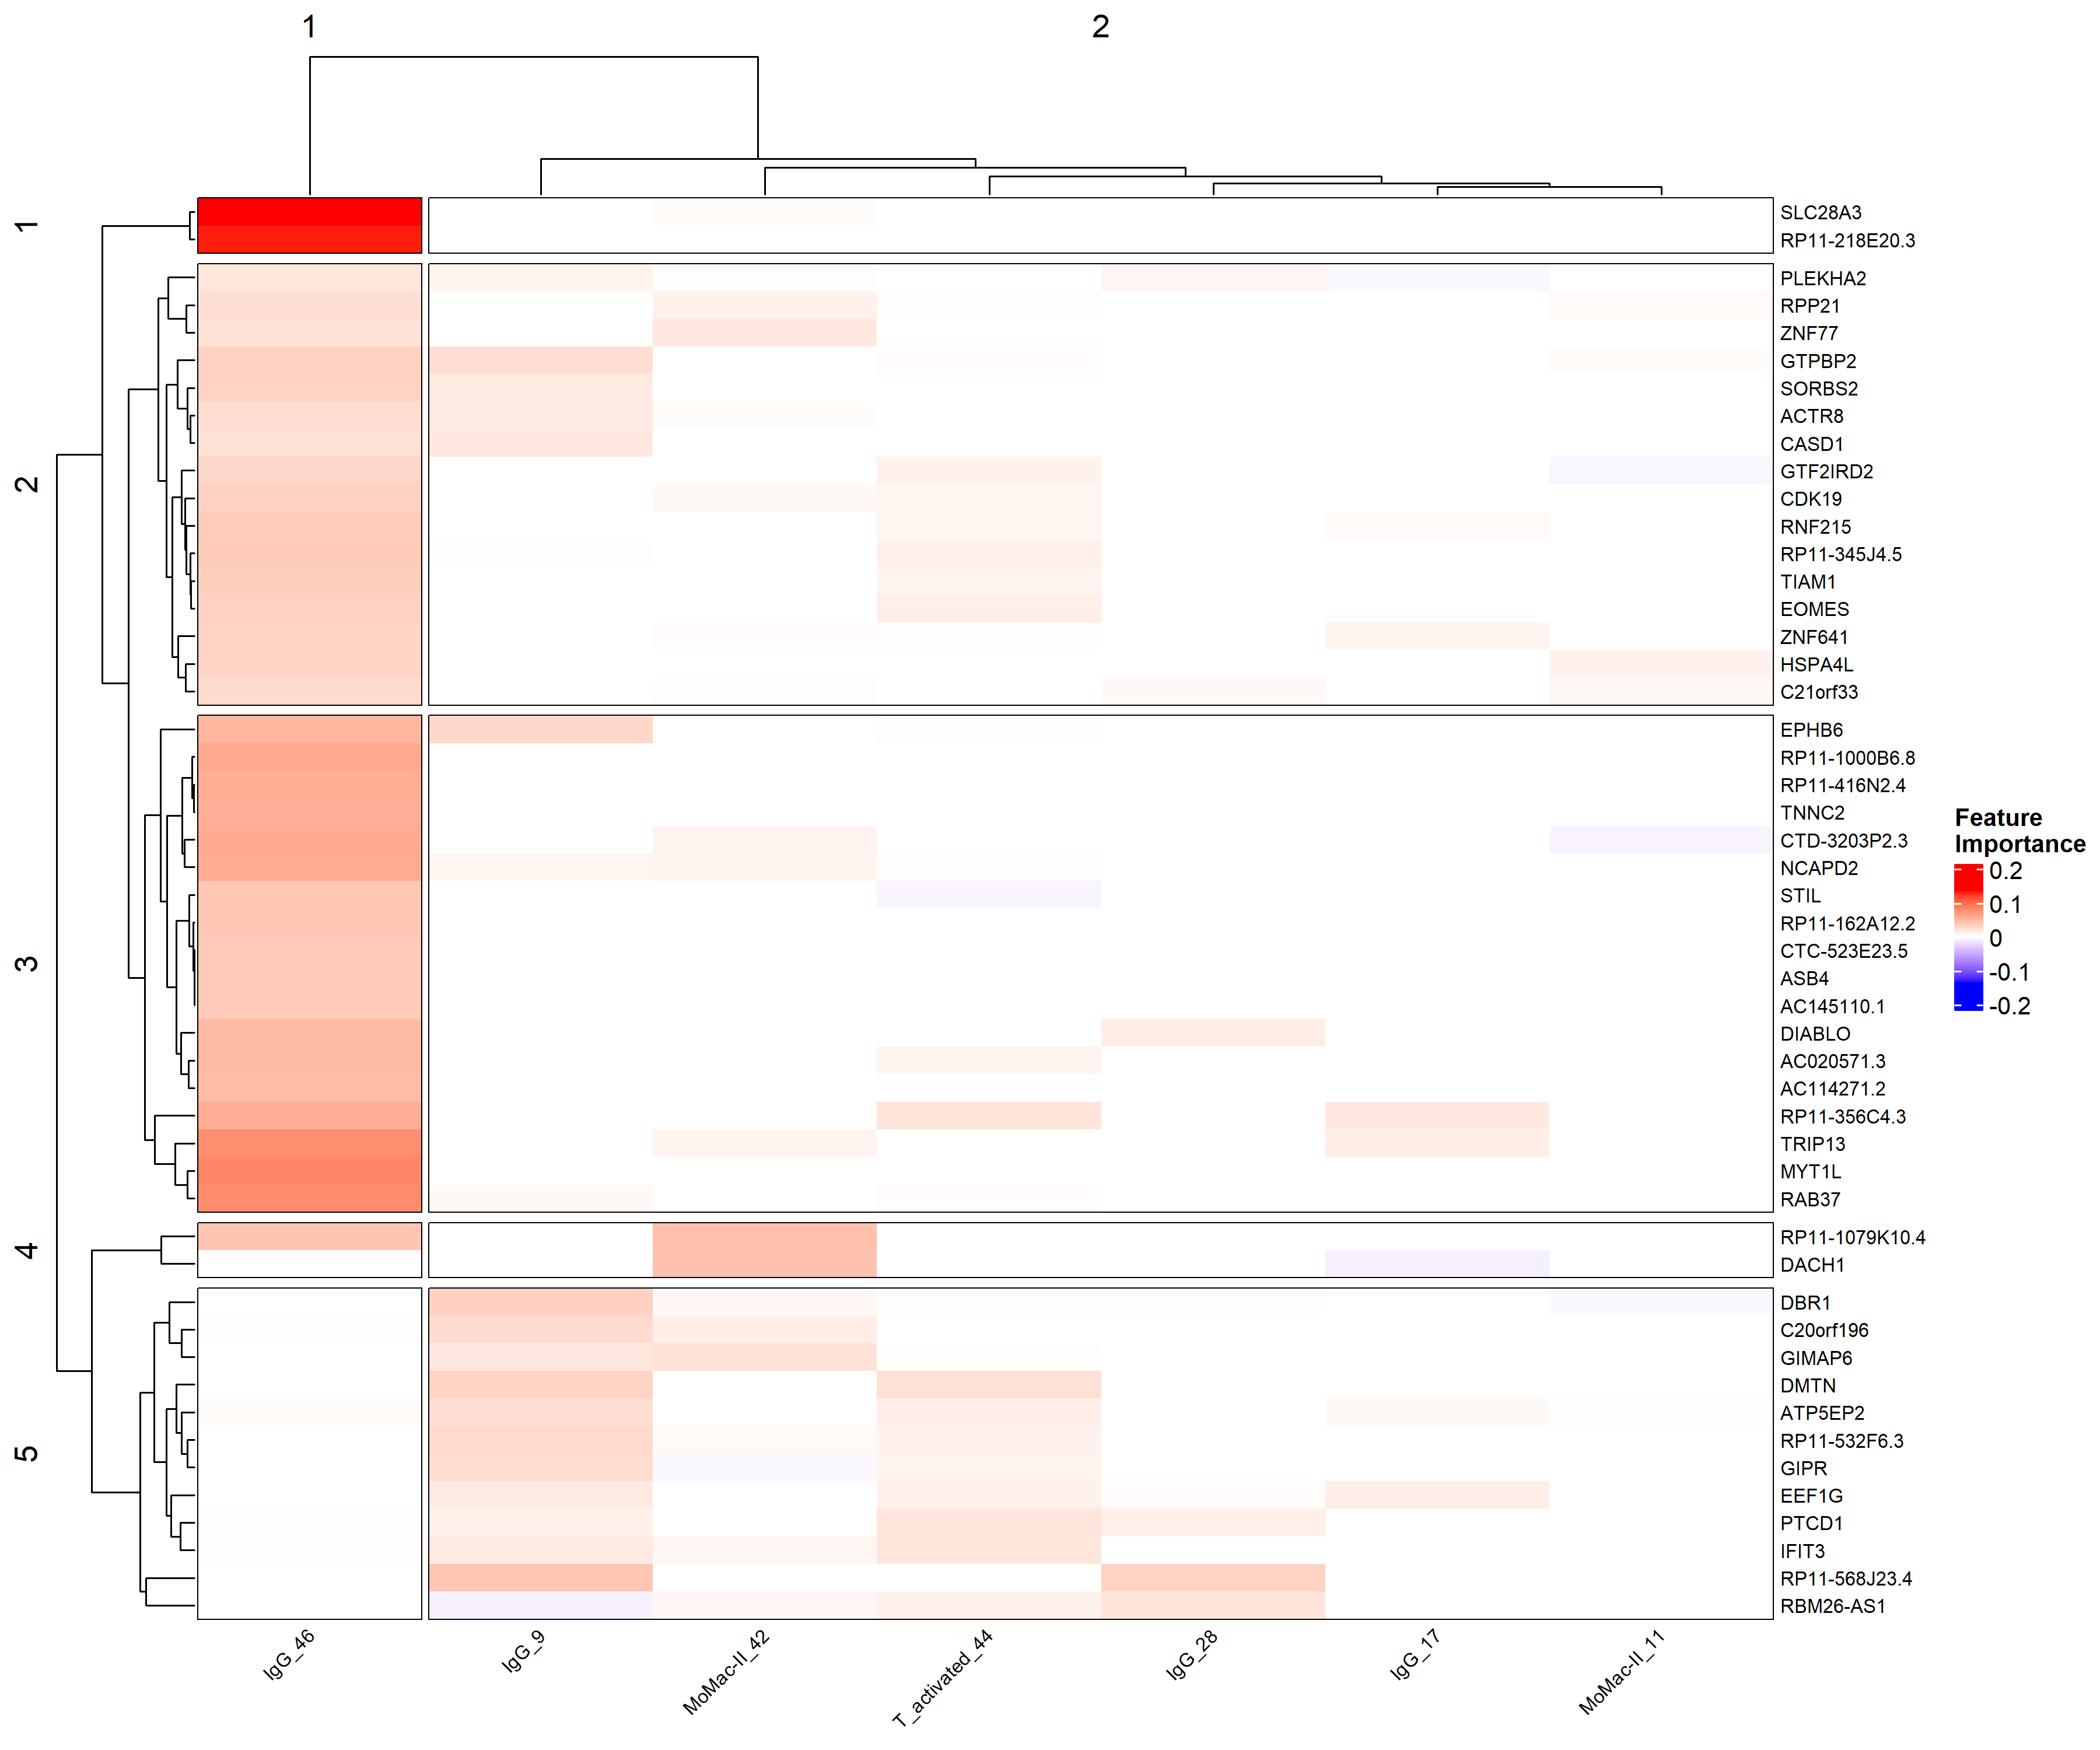 1
2
1
2
3
4
5
SLC28A3
RP11-218E20.3
PLEKHA2
RPP21
ZNF77
GTPBP2
SORBS2
ACTR8
CASD1
GTF2IRD2
CDK19
RNF215
RP11-345J4.5
TIAM1
EOMES
ZNF641
HSPA4L
C21orf33
EPHB6
RP11-1000B6.8
RP11-416N2.4
TNNC2
CTD-3203P2.3
NCAPD2
STIL
RP11-162A12.2
CTC-523E23.5
ASB4
AC145110.1
DIABLO
AC020571.3
AC114271.2
RP11-356C4.3
TRIP13
MYT1L
RAB37
RP11-1079K10.4
DACH1
DBR1
C20orf196
GIMAP6
DMTN
ATP5EP2
RP11-532F6.3
GIPR
EEF1G
PTCD1
IFIT3
RP11-568J23.4
RBM26-AS1
IgG_46
IgG_9
MoMac-II_42
T_activated_44
IgG_28
IgG_17
MoMac-II_11
Feature
Importance
0.2
0.1
0
-0.1
-0.2